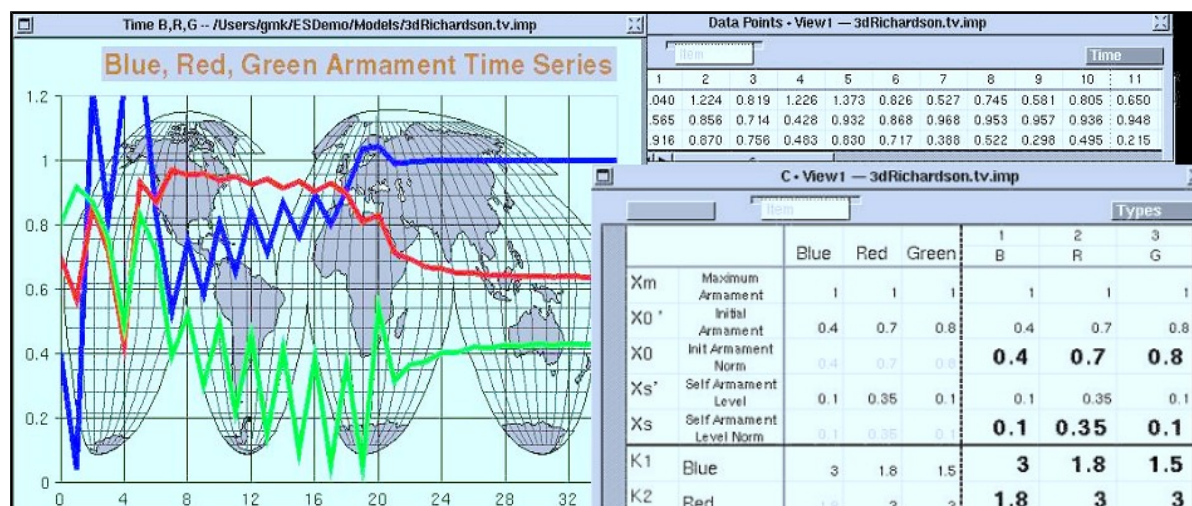 Time B,R,G -- /Users/gmk/ESDemo/Models/3dRichardson.tv.imp
Blue, Red, Green Armament Time Series
1.2
1
0.8
0.6
0.4
0.2
0
0 4 8 12 16 20 24 28 32
Data Points • View1 — 3dRichardson.tv.imp
Item
Time
1 2 3 4 5 6 7 8 9 10 11
.040 1.224 0.819 1.226 1.373 0.826 0.527 0.745 0.581 0.805 0.650
.565 0.856 0.714 0.428 0.932 0.868 0.968 0.953 0.957 0.936 0.948
.916 0.870 0.756 0.483 0.830 0.717 0.388 0.522 0.298 0.495 0.215
C • View1 — 3dRichardson.tv.imp
Item
Types
1 2 3
Blue Red Green B R G
Xm Maximum Armament 1 1 1 1 1 1
X0' Initial Armament 0.4 0.7 0.8 0.4 0.7 0.8
X0 Init Armament Norm 0.4 0.7 0.8 0.4 0.7 0.8
Xs' Self Armament Level 0.1 0.35 0.1 0.1 0.35 0.1
Xs Self Armament Level Norm 0.1 0.35 0.1 0.1 0.35 0.1
K1 Blue 3 1.8 1.5 3 1.8 1.5
K2 Red 1.8 3 3 1.8 3 3